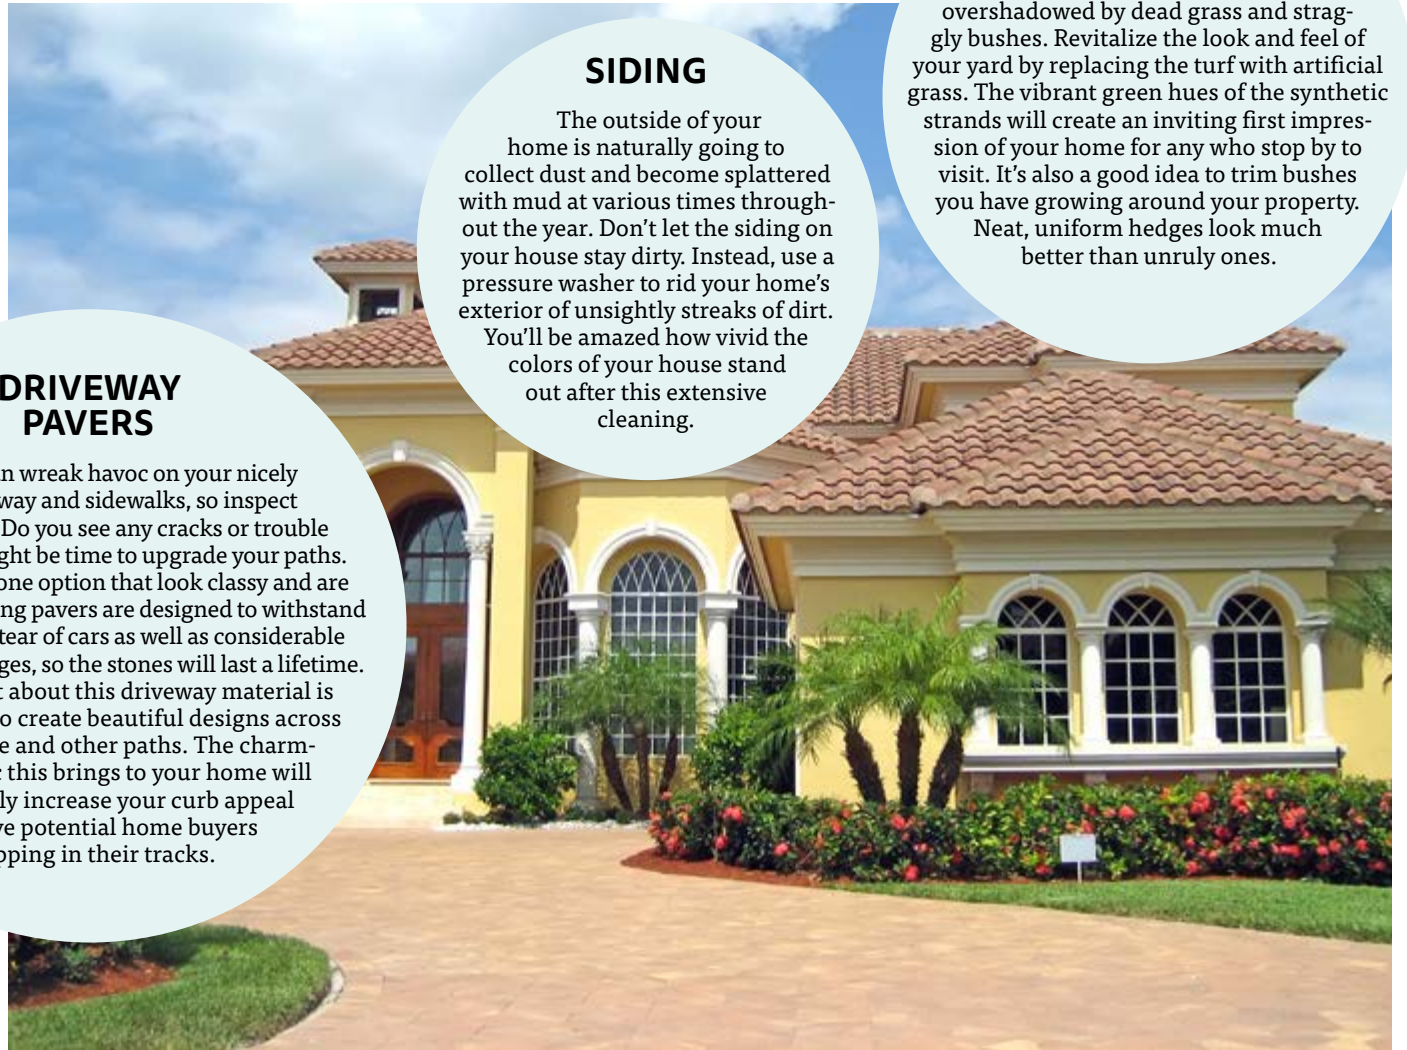 overshadowed by dead grass and strag-
gly bushes. Revitalize the look and feel of
your yard by replacing the turf with artificial
grass. The vibrant green hues of the synthetic
strands will create an inviting first impres-
sion of your home for any who stop by to
visit. It’s also a good idea to trim bushes
you have growing around your property.
Neat, uniform hedges look much
better than unruly ones.
SIDING
The outside of your
home is naturally going to
collect dust and become splattered
with mud at various times through-
out the year. Don’t let the siding on
your house stay dirty. Instead, use a
pressure washer to rid your home’s
exterior of unsightly streaks of dirt.
You’ll be amazed how vivid the
colors of your house stand
out after this extensive
cleaning.
DRIVEWAY
PAVERS
wreak havoc on your nicely
way and sidewalks, so inspect
Do you see any cracks or trouble
be time to upgrade your paths.
one option that look classy and are
pavers are designed to withstand
tear of cars as well as considerable
so the stones will last a lifetime.
about this driveway material is
create beautiful designs across
and other paths. The charm-
this brings to your home will
increase your curb appeal
potential home buyers
in their tracks.